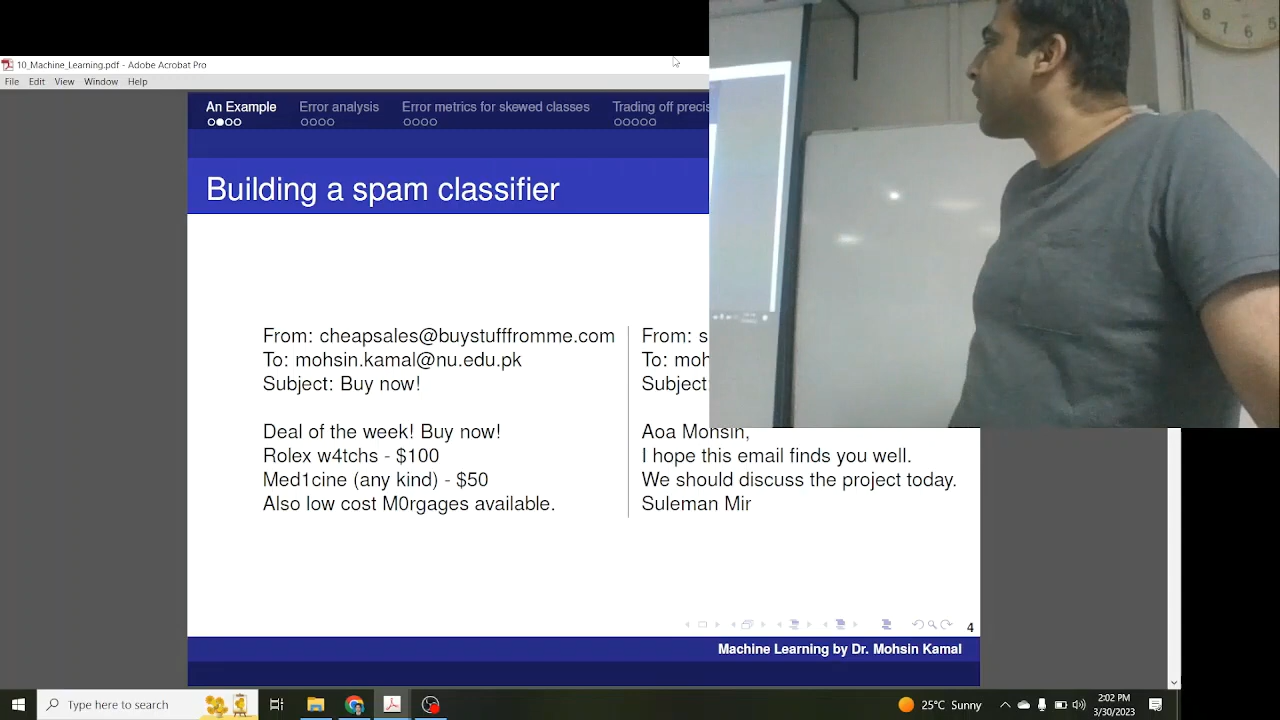 10_Machine_Learning.pdf - Adobe Acrobat Pro
File Edit View Window Help
An Example Error analysis Error metrics for skewed classes Trading off
Building a spam classifier
From: cheapsales@buystufffromme.com
To: mohsin.kamal@nu.edu.pk
Subject: Buy now!
Deal of the week! Buy now!
Rolex w4tchs - $100
Med1cine (any kind) - $50
Also low cost M0rgages available.
From:
To:
Subject
Aoa Mohsin,
I hope this email finds you well.
We should discuss the project today.
Suleman Mir
4
Machine Learning by Dr. Mohsin Kamal
Type here to search
25°C Sunny
2:02 PM
3/30/2023
8 7 6 5